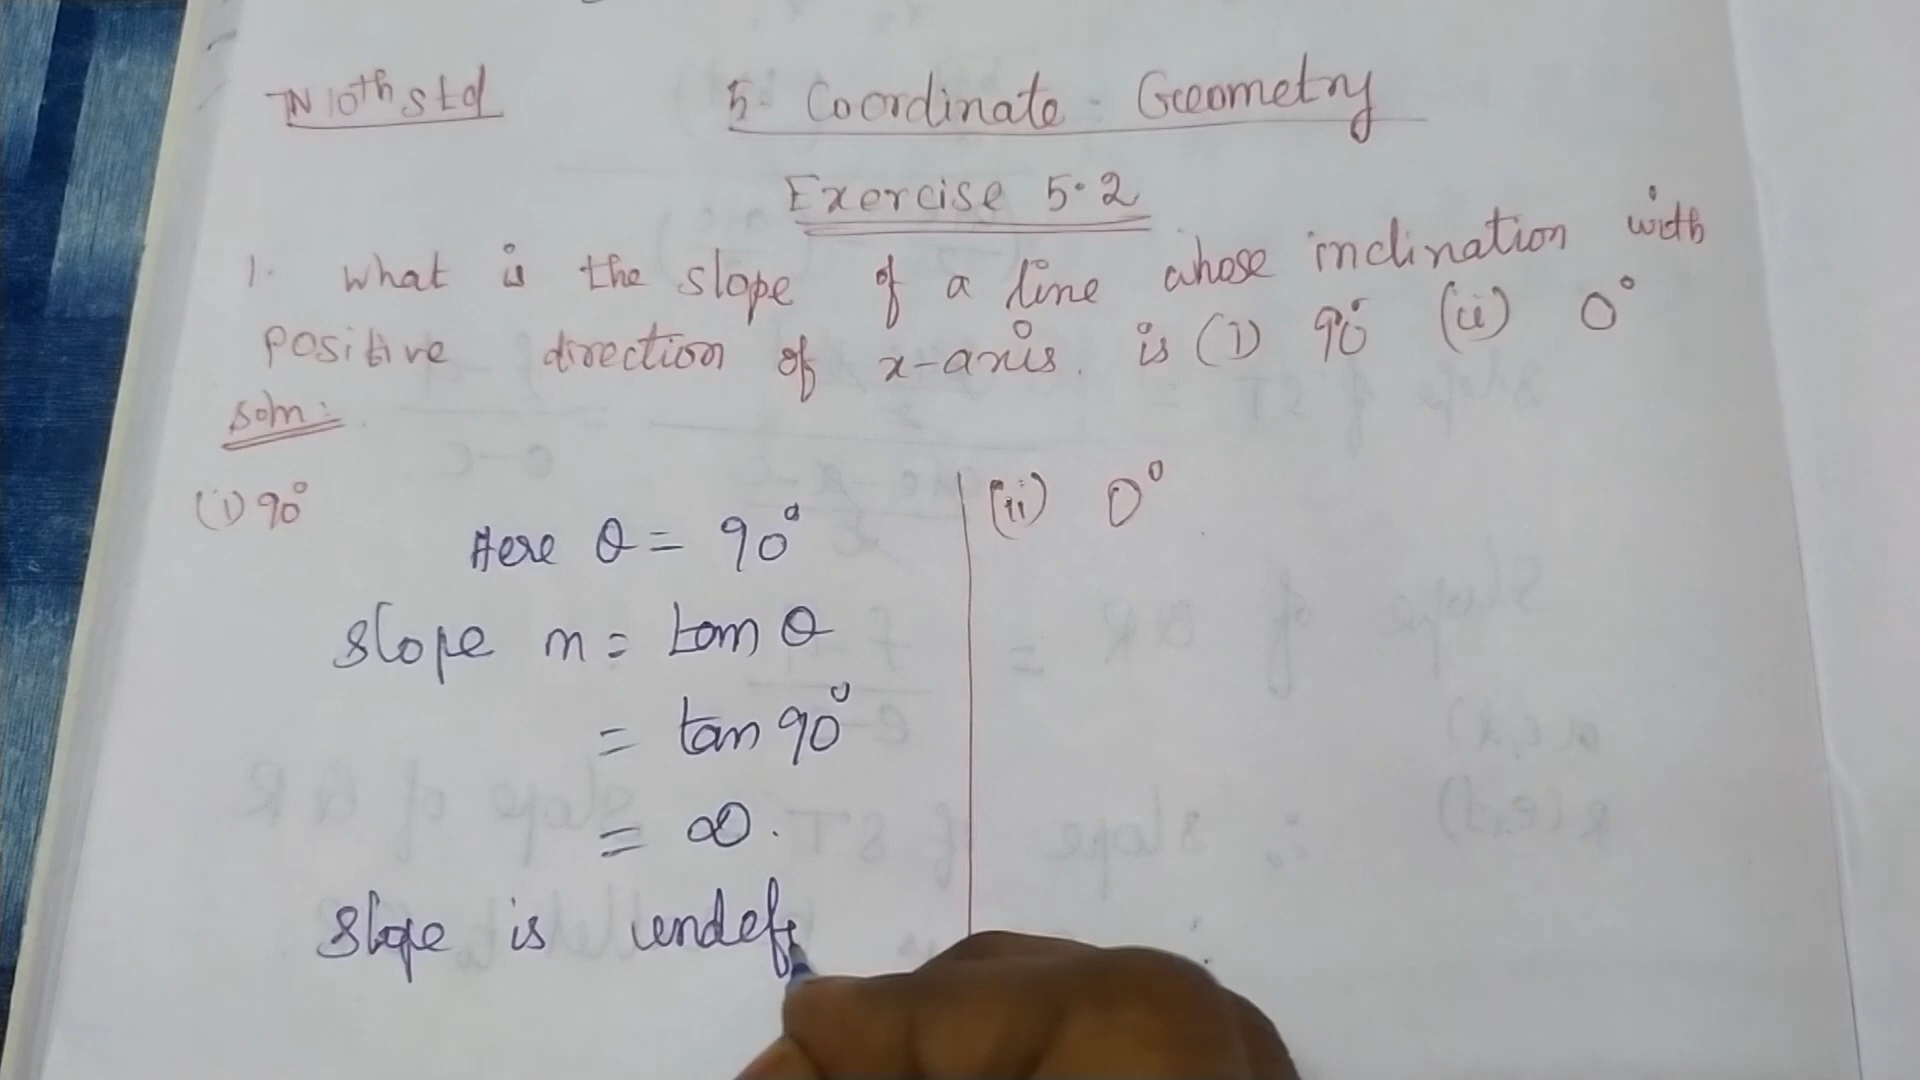 TN 10th std
5. Coordinate Geometry
Exercise 5.2
1. What is the slope of a line whose inclination with
positive direction of x-axis. is (i) 90° (ii) 0°
soln:
(i) 90°
Here θ = 90°
Slope m = tan θ
= tan 90°
= ∞.
Slope is undef
(ii) 0°